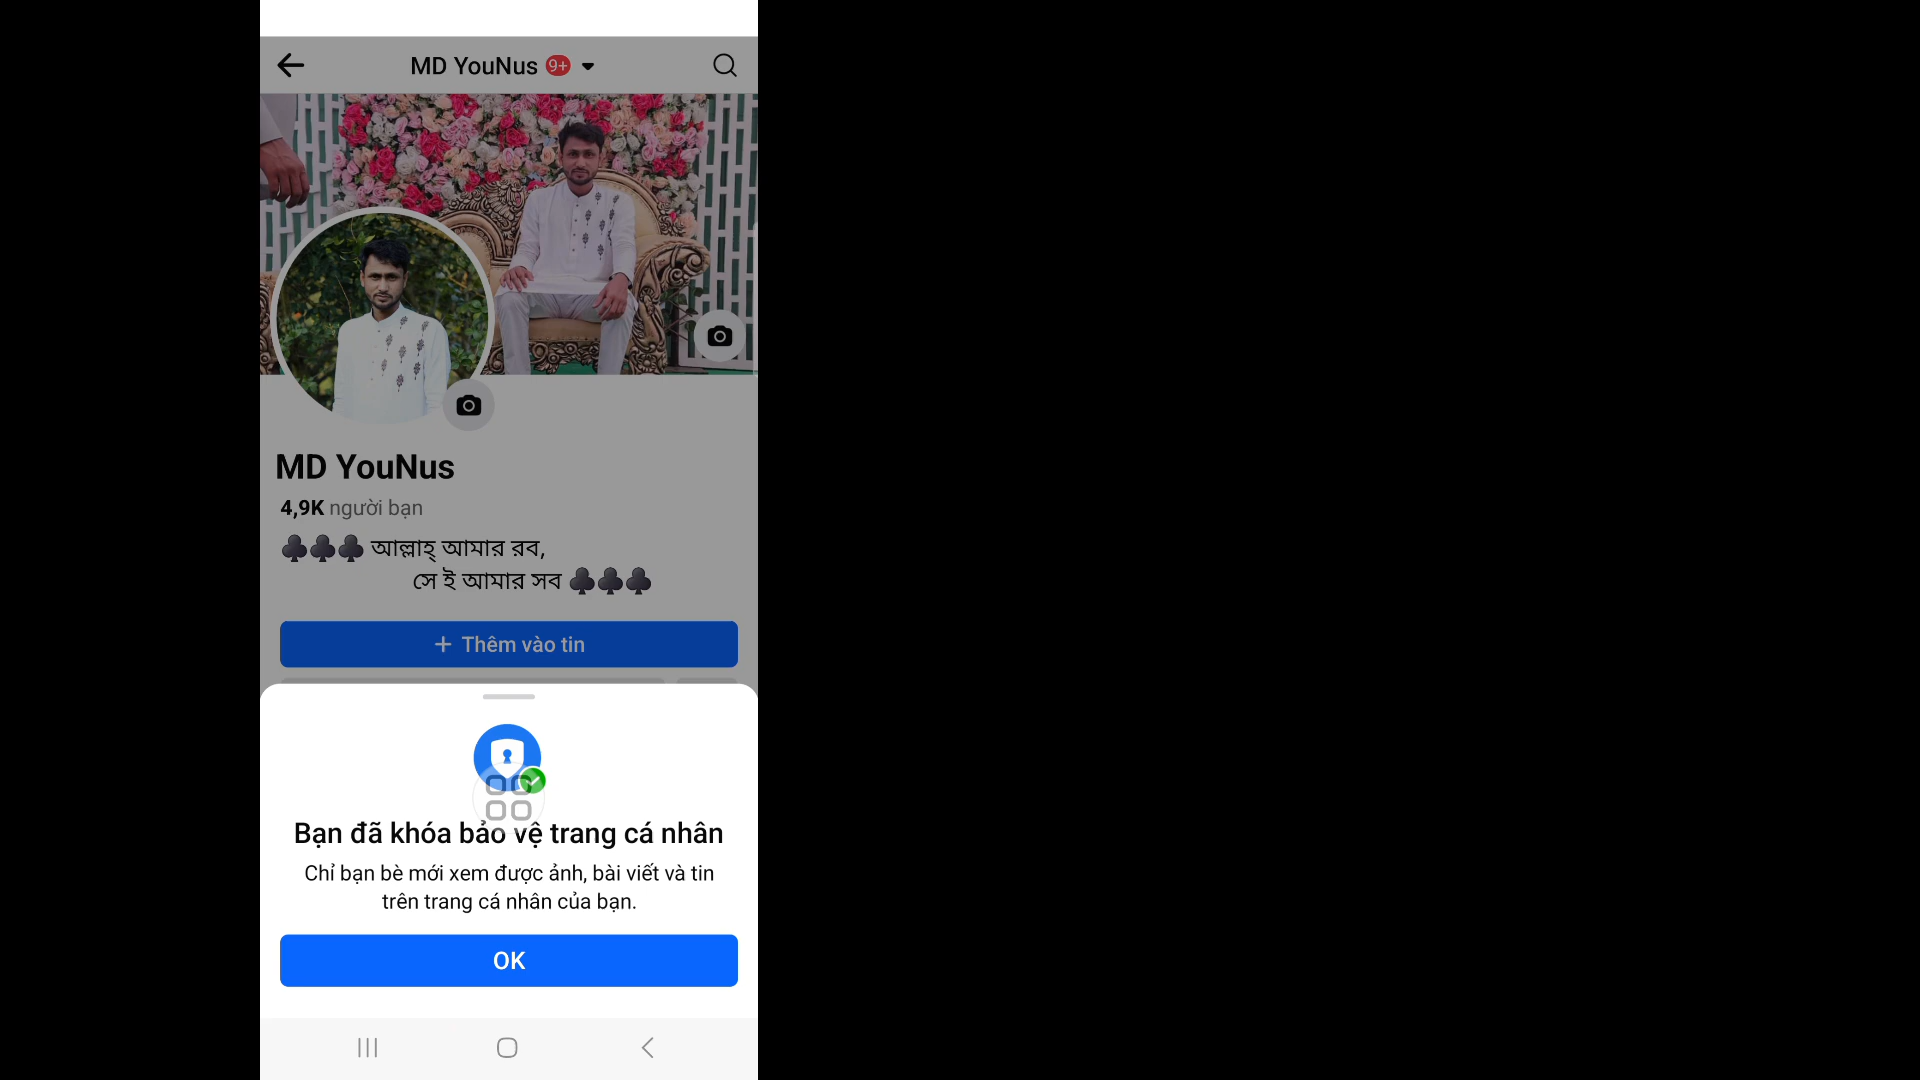 MD YouNus 9+
MD YouNus
4,9K người bạn
♣♣♣ আল্লাহ্ আমার রব,
সে ই আমার সব ♣♣♣
+ Thêm vào tin
Bạn đã khóa bảo vệ trang cá nhân
Chỉ bạn bè mới xem được ảnh, bài viết và tin
trên trang cá nhân của bạn.
OK